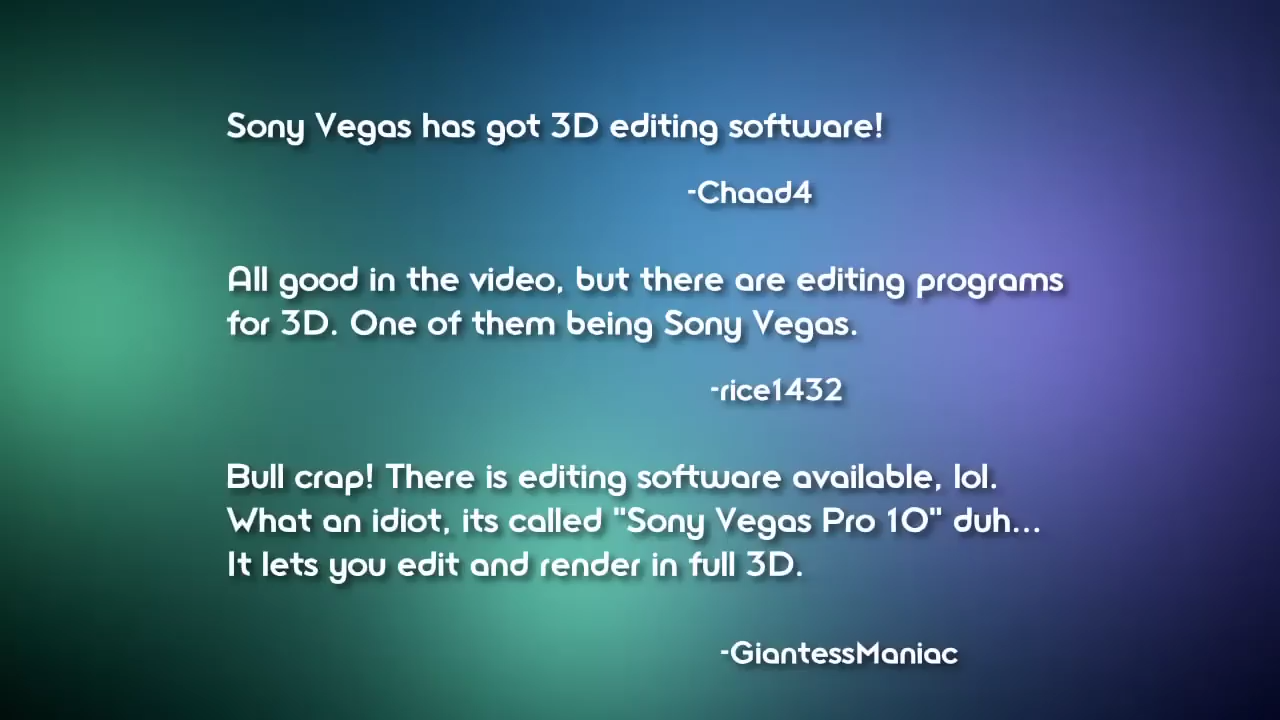 Sony Vegas has got 3D editing software!
-Chaad4
All good in the video, but there are editing programs
for 3D. One of them being Sony Vegas.
-rice1432
Bull crap! There is editing software available, lol.
What an idiot, its called "Sony Vegas Pro 10" duh...
It lets you edit and render in full 3D.
-GiantessManiac